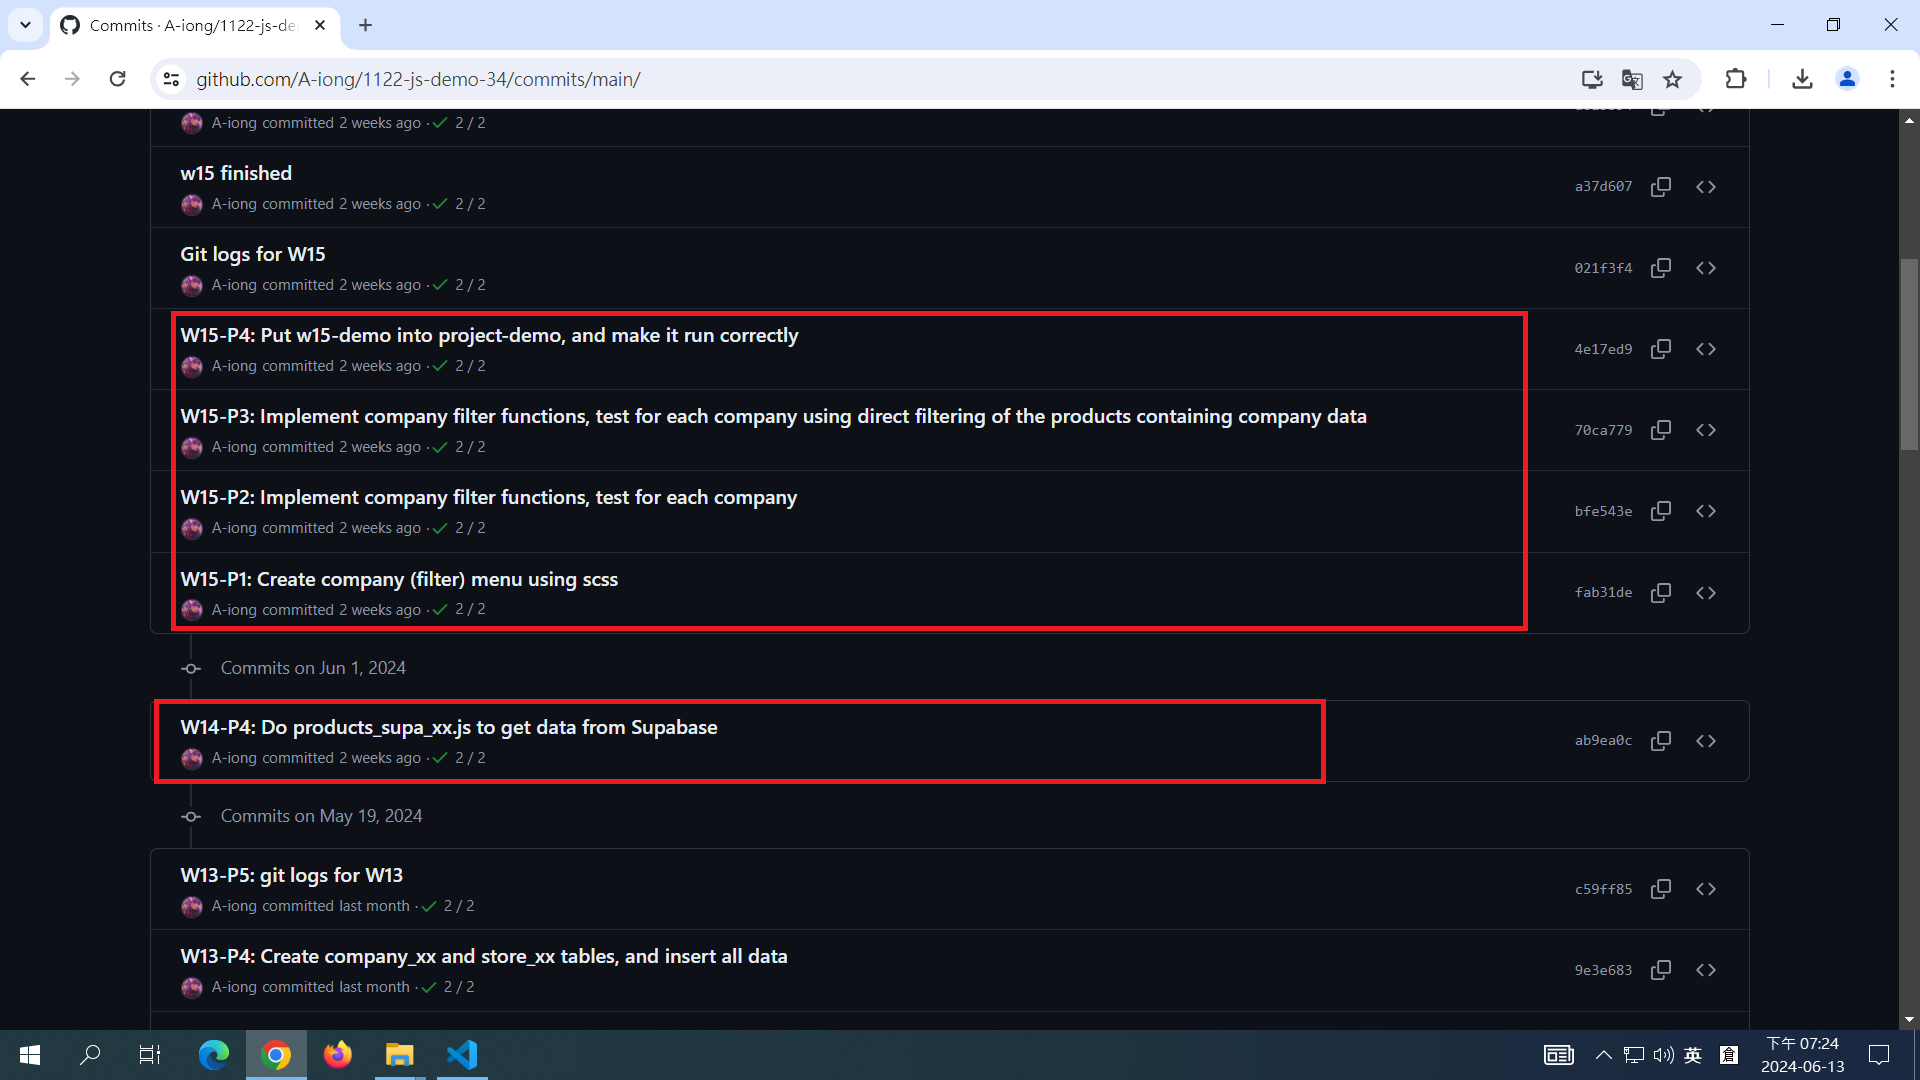 Commits · A-iong/1122-js-de
github.com/A-iong/1122-js-demo-34/commits/main/
A-iong committed 2 weeks ago · 2 / 2
w15 finished
A-iong committed 2 weeks ago · 2 / 2
a37d607
Git logs for W15
A-iong committed 2 weeks ago · 2 / 2
021f3f4
W15-P4: Put w15-demo into project-demo, and make it run correctly
A-iong committed 2 weeks ago · 2 / 2
4e17ed9
W15-P3: Implement company filter functions, test for each company using direct filtering of the products containing company data
A-iong committed 2 weeks ago · 2 / 2
70ca779
W15-P2: Implement company filter functions, test for each company
A-iong committed 2 weeks ago · 2 / 2
bfe543e
W15-P1: Create company (filter) menu using scss
A-iong committed 2 weeks ago · 2 / 2
fab31de
Commits on Jun 1, 2024
W14-P4: Do products_supa_xx.js to get data from Supabase
A-iong committed 2 weeks ago · 2 / 2
ab9ea0c
Commits on May 19, 2024
W13-P5: git logs for W13
A-iong committed last month · 2 / 2
c59ff85
W13-P4: Create company_xx and store_xx tables, and insert all data
A-iong committed last month · 2 / 2
9e3e683
英
倉
下午 07:24
2024-06-13